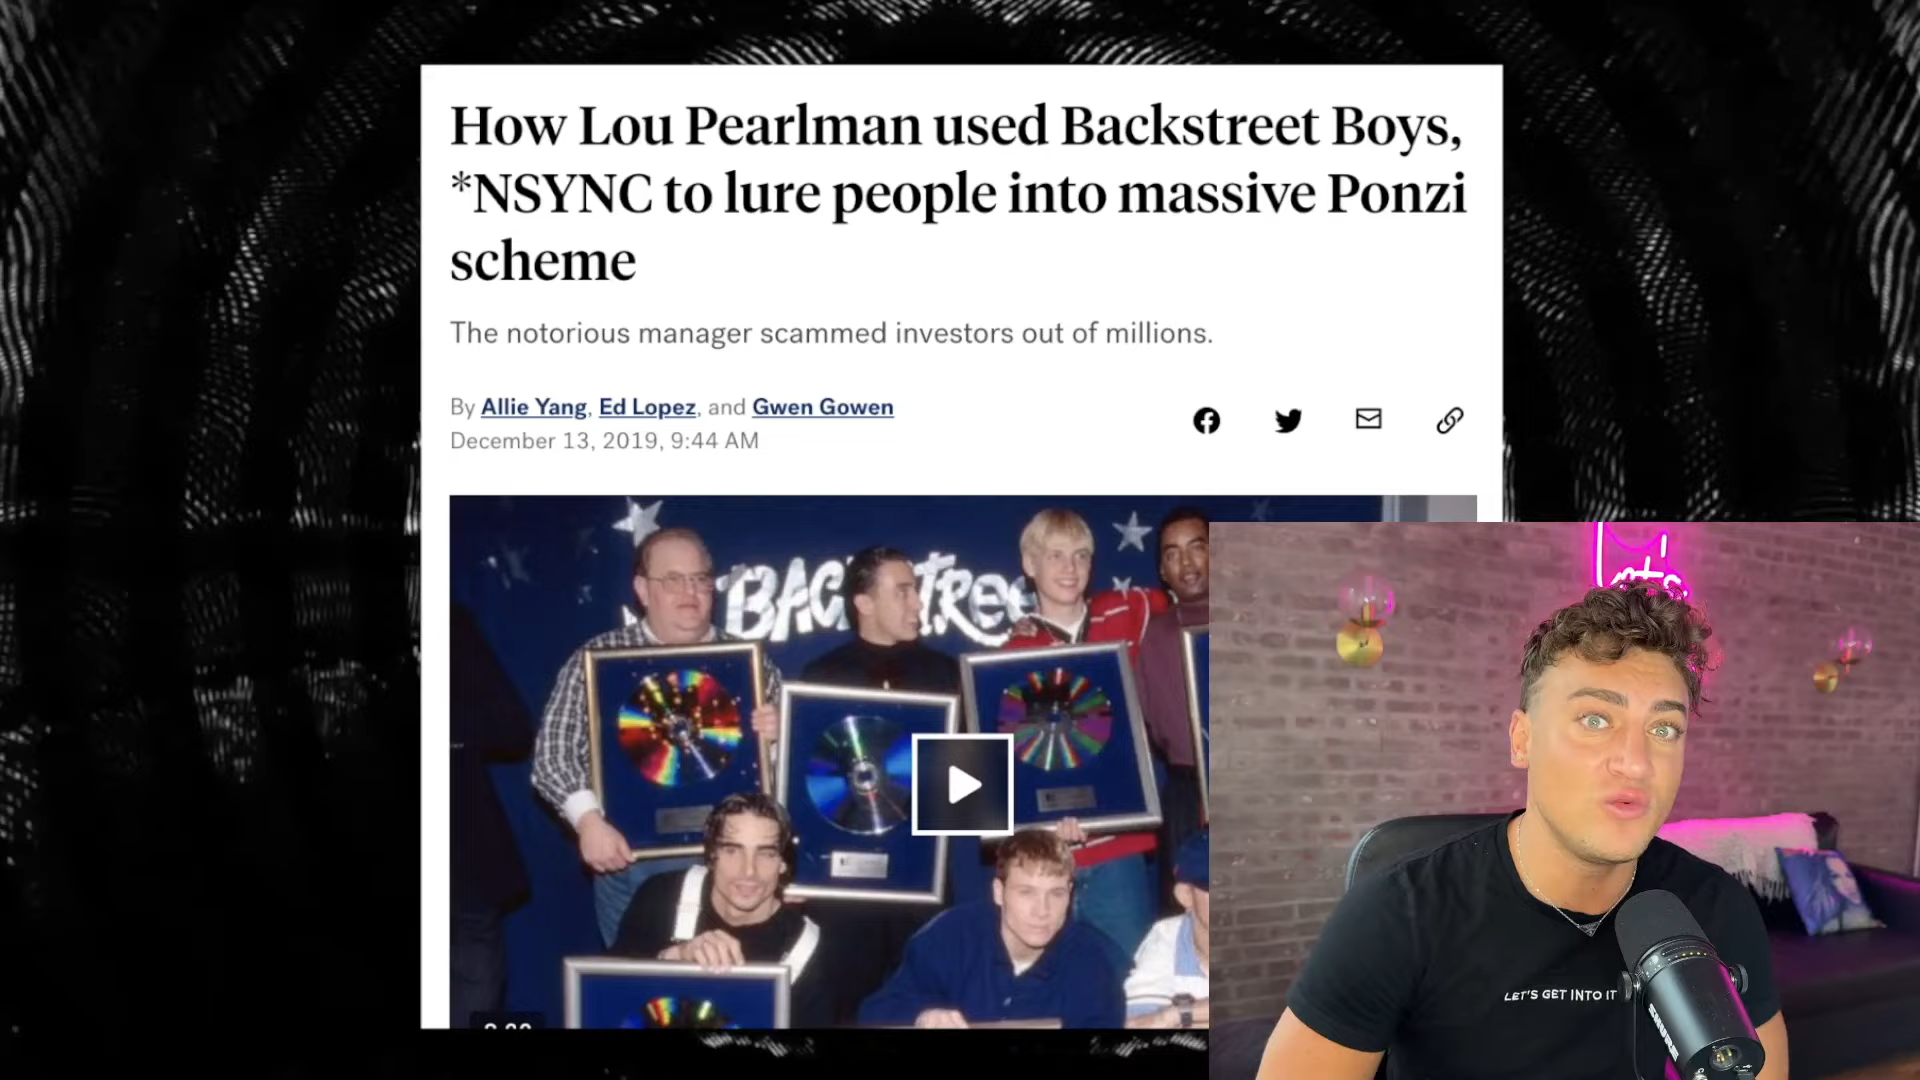 How Lou Pearlman used Backstreet Boys,
*NSYNC to lure people into massive Ponzi
scheme
The notorious manager scammed investors out of millions.
By Allie Yang, Ed Lopez, and Gwen Gowen
December 13, 2019, 9:44 AM
LET'S GET INTO IT
SHURE